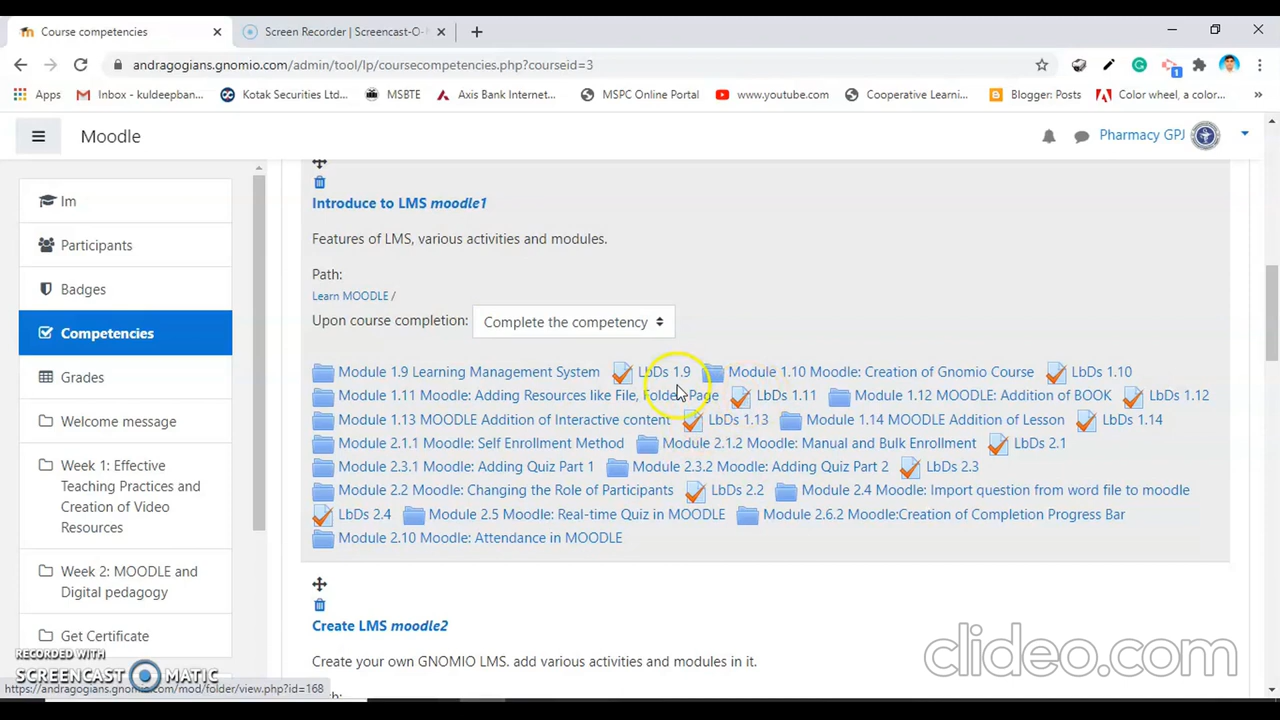 Course competencies
Screen Recorder | Screencast-O-
andragogians.gnomio.com/admin/tool/lp/coursecompetencies.php?courseid=3
1
Apps
Inbox - kuldeepban...
Kotak Securities Ltd...
MSBTE
Axis Bank Internet...
MSPC Online Portal
www.youtube.com
Cooperative Learni...
Blogger: Posts
Color wheel, a color...
»
Moodle
Pharmacy GPJ
lm
Participants
Badges
Competencies
Grades
Welcome message
Week 1: Effective
Teaching Practices and
Creation of Video
Resources
Week 2: MOODLE and
Digital pedagogy
Get Certificate
Introduce to LMS moodle1
Features of LMS, various activities and modules.
Path:
Learn MOODLE /
Upon course completion: Complete the competency
Module 1.9 Learning Management System LbDs 1.9 Module 1.10 Moodle: Creation of Gnomio Course LbDs 1.10
Module 1.11 Moodle: Adding Resources like File, Folder, Page LbDs 1.11 Module 1.12 MOODLE: Addition of BOOK LbDs 1.12
Module 1.13 MOODLE Addition of Interactive content LbDs 1.13 Module 1.14 MOODLE Addition of Lesson LbDs 1.14
Module 2.1.1 Moodle: Self Enrollment Method Module 2.1.2 Moodle: Manual and Bulk Enrollment LbDs 2.1
Module 2.3.1 Moodle: Adding Quiz Part 1 Module 2.3.2 Moodle: Adding Quiz Part 2 LbDs 2.3
Module 2.2 Moodle: Changing the Role of Participants LbDs 2.2 Module 2.4 Moodle: Import question from word file to moodle
LbDs 2.4 Module 2.5 Moodle: Real-time Quiz in MOODLE Module 2.6.2 Moodle:Creation of Completion Progress Bar
Module 2.10 Moodle: Attendance in MOODLE
Create LMS moodle2
Create your own GNOMIO LMS. add various activities and modules in it.
RECORDED WITH
SCREENCAST MATIC
clideo.com
https://andragogians.gnomio.com/mod/folder/view.php?id=168